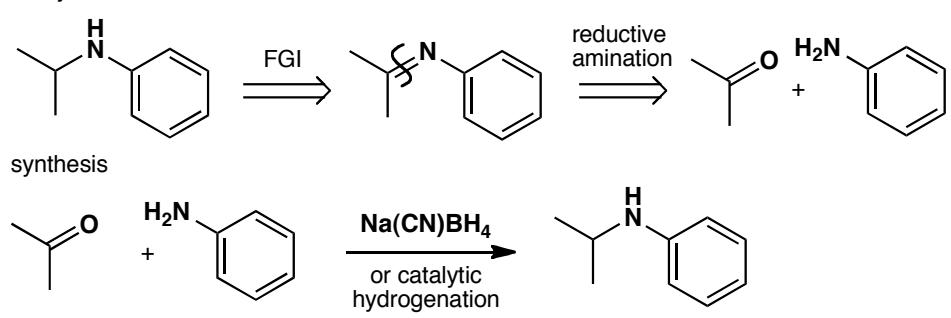 H
N
FGI
N
reductive
amination
O
+
H₂N
synthesis
O
+
H₂N
Na(CN)BH₄
or catalytic
hydrogenation
H
N